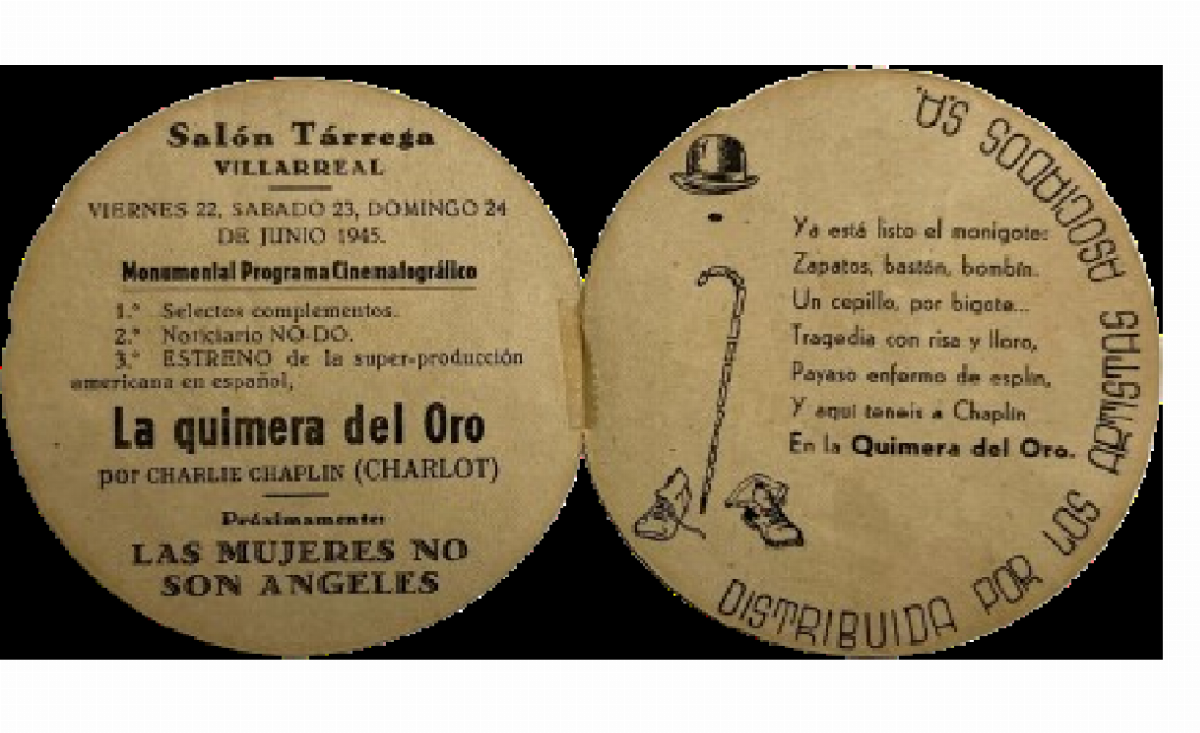 Salón Tárrega
VILLARREAL
VIERNES 22, SABADO 23, DOMINGO 24
DE JUNIO 1945.
Monumental Programa Cinematográfico
1.º Selectos complementos.
2.º Noticiario NO-DO.
3.º ESTRENO de la super-producción
americana en español,
La quimera del Oro
por CHARLIE CHAPLIN (CHARLOT)
Próximamente:
LAS MUJERES NO
SON ANGELES
Ya está listo el monigote:
Zapatos, bastón, bombín.
Un cepillo, por bigote...
Tragedia con risa y lloro,
Payaso enfermo de esplín,
Y aquí teneis a Chaplín
En la Quimera del Oro.
DISTRIBUIDA POR LOS ARTISTAS ASOCIADOS S.A.